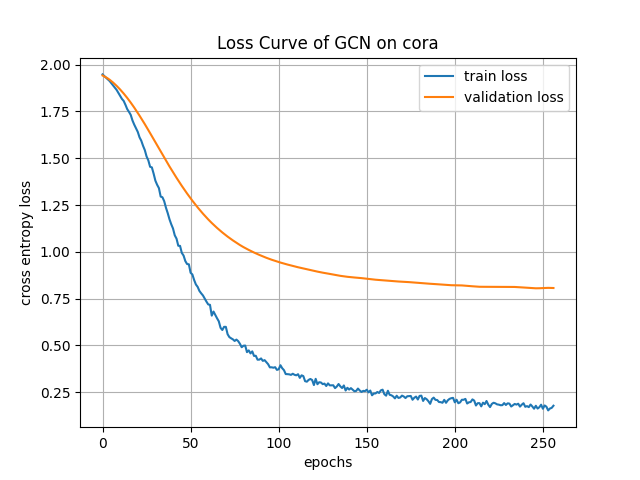 Loss Curve of GCN on cora
train loss
validation loss
cross entropy loss
2.00
1.75
1.50
1.25
1.00
0.75
0.50
0.25
0 50 100 150 200 250
epochs